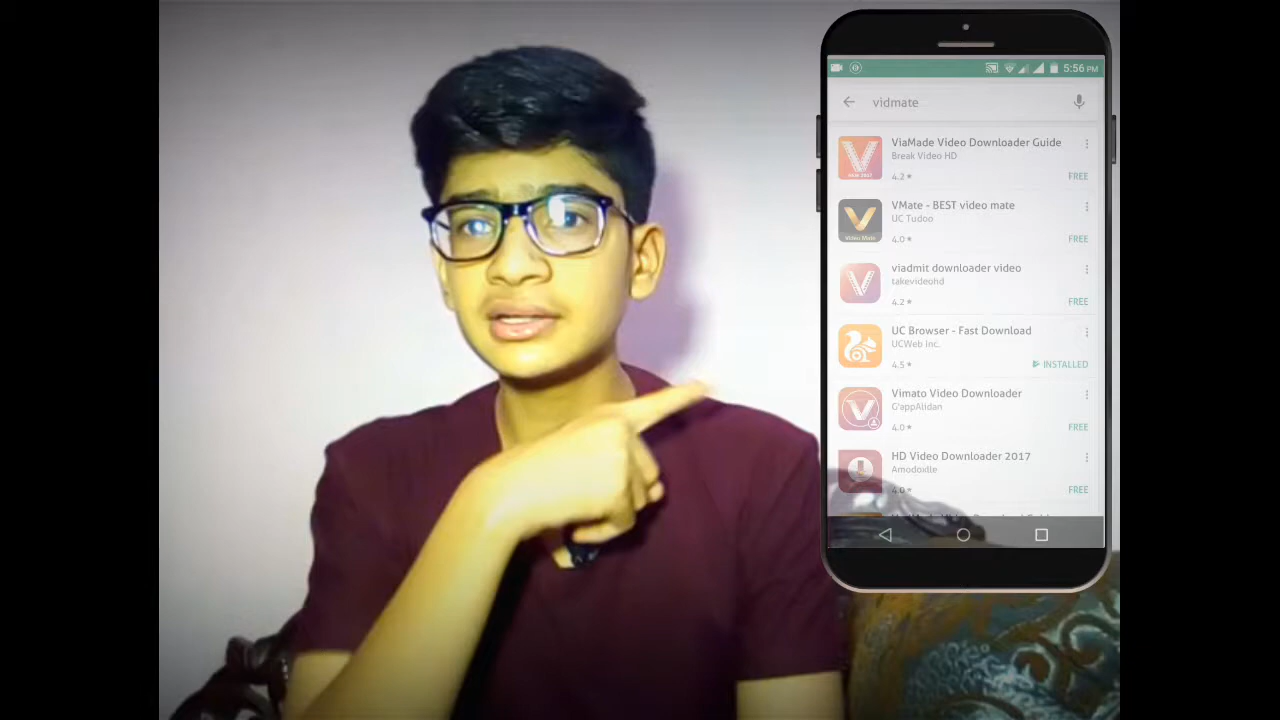 5:56 PM
vidmate
ViaMade Video Downloader Guide
Break Video HD
4.2★
FREE
VMate - BEST video mate
UC Tudoo
4.0★
FREE
viadmit downloader video
takevideohd
4.2★
FREE
UC Browser - Fast Download
UCWeb Inc.
4.5★
INSTALLED
Vimato Video Downloader
G'appAlidan
4.0★
FREE
HD Video Downloader 2017
Amodoxlle
4.0★
FREE